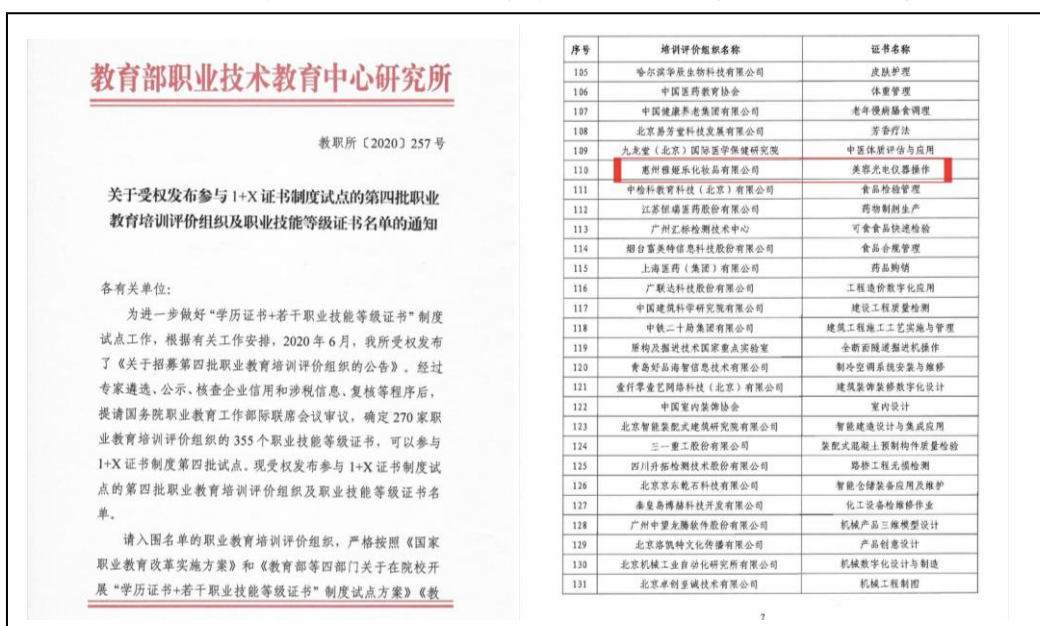 教育部职业技术教育中心研究所
教职所〔2020〕257号
关于受权发布参与 1+X 证书制度试点的第四批职业
教育培训评价组织及职业技能等级证书名单的通知
各有关单位:
为进一步做好“学历证书+若干职业技能等级证书”制度
试点工作，根据有关工作安排，2020 年 6 月，我所受权发布
了《关于招募第四批职业教育培训评价组织的公告》。经过
专家遴选、公示、核查企业信用和涉税信息、复核等程序后，
提请国务院职业教育工作部际联席会议审议，确定 270 家职
业教育培训评价组织的 355 个职业技能等级证书，可以参与
1+X 证书制度第四批试点。现受权发布参与 1+X 证书制度试
点的第四批职业教育培训评价组织及职业技能等级证书名
单。
请入围名单的职业教育培训评价组织，严格按照《国家
职业教育改革实施方案》和《教育部等四部门关于在院校开
展“学历证书+若干职业技能等级证书”制度试点方案》《教
序号 培训评价组织名称 证书名称
105 哈尔滨华辰生物科技有限公司 皮肤护理
106 中国医药教育协会 体重管理
107 中国健康养老集团有限公司 老年慢病膳食调理
108 北京易芳堂科技发展有限公司 芳香疗法
109 九龙堂（北京）国际医学保健研究院 中医体质评估与应用
110 惠州雅姬乐化妆品有限公司 美容光电仪器操作
111 中检科教育科技（北京）有限公司 食品检验管理
112 江苏恒瑞医药股份有限公司 药物制剂生产
113 广州汇标检测技术中心 可食食品快速检验
114 烟台富美特信息科技股份有限公司 食品合规管理
115 上海医药（集团）有限公司 药品购销
116 广联达科技股份有限公司 工程造价数字化应用
117 中国建筑科学研究院有限公司 建设工程质量检测
118 中铁二十局集团有限公司 建筑工程施工工艺实施与管理
119 盾构及掘进技术国家重点实验室 全断面隧道掘进机操作
120 青岛好品海智信息技术有限公司 制冷空调系统安装与维修
121 壹仟零壹艺网络科技（北京）有限公司 建筑装饰装修数字化设计
122 中国室内装饰协会 室内设计
123 北京智能装配式建筑研究院有限公司 智能建造设计与集成应用
124 三一重工股份有限公司 装配式混凝土预制构件质量检验
125 四川升拓检测技术股份有限公司 路桥工程无损检测
126 北京京东乾石科技有限公司 智能仓储装备应用及维护
127 秦皇岛博赫科技开发有限公司 化工设备检维修作业
128 广州中望龙腾软件股份有限公司 机械产品三维模型设计
129 北京洛凯特文化传播有限公司 产品创意设计
130 北京机械工业自动化研究所有限公司 机械数字化设计与制造
131 北京卓创至诚技术有限公司 机械工程制图
7